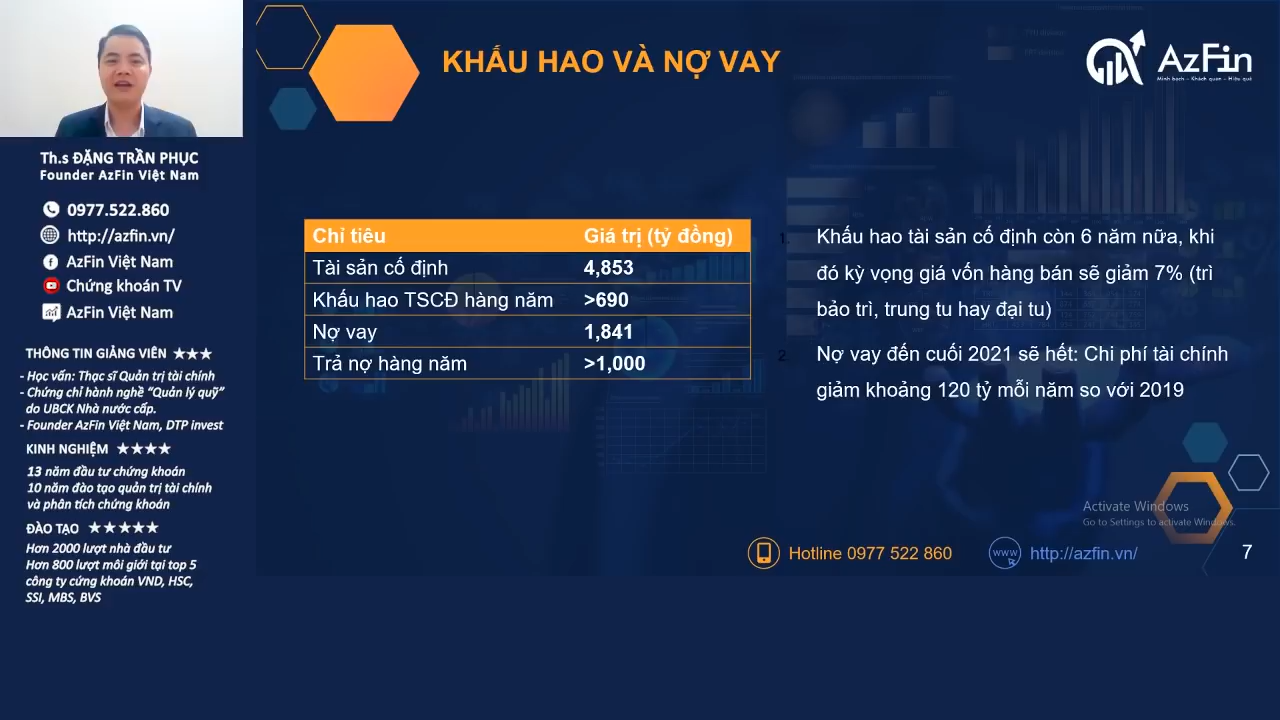 KHẤU HAO VÀ NỢ VAY
AzFin
Minh bạch - Khách quan - Hiệu quả
Th.s ĐẶNG TRẦN PHỤC
Founder AzFin Việt Nam
0977.522.860
http://azfin.vn/
AzFin Việt Nam
Chứng khoán TV
AzFin Việt Nam
THÔNG TIN GIẢNG VIÊN ★★★
- Học vấn: Thạc sĩ Quản trị tài chính
- Chứng chỉ hành nghề “Quản lý quỹ”
do UBCK Nhà nước cấp.
- Founder AzFin Việt Nam, DTP invest
KINH NGHIỆM ★★★★
13 năm đầu tư chứng khoán
10 năm đào tạo quản trị tài chính
và phân tích chứng khoán
ĐÀO TẠO ★★★★★
Hơn 2000 lượt nhà đầu tư
Hơn 800 lượt môi giới tại top 5
công ty cứng khoán VND, HSC,
SSI, MBS, BVS
Chỉ tiêu Giá trị (tỷ đồng)
Tài sản cố định 4,853
Khấu hao TSCĐ hàng năm >690
Nợ vay 1,841
Trả nợ hàng năm >1,000
1. Khấu hao tài sản cố định còn 6 năm nữa, khi
đó kỳ vọng giá vốn hàng bán sẽ giảm 7% (trì
bảo trì, trung tu hay đại tu)
2. Nợ vay đến cuối 2021 sẽ hết: Chi phí tài chính
giảm khoảng 120 tỷ mỗi năm so với 2019
Activate Windows
Go to Settings to activate Windows.
Hotline 0977 522 860
www
http://azfin.vn/
7